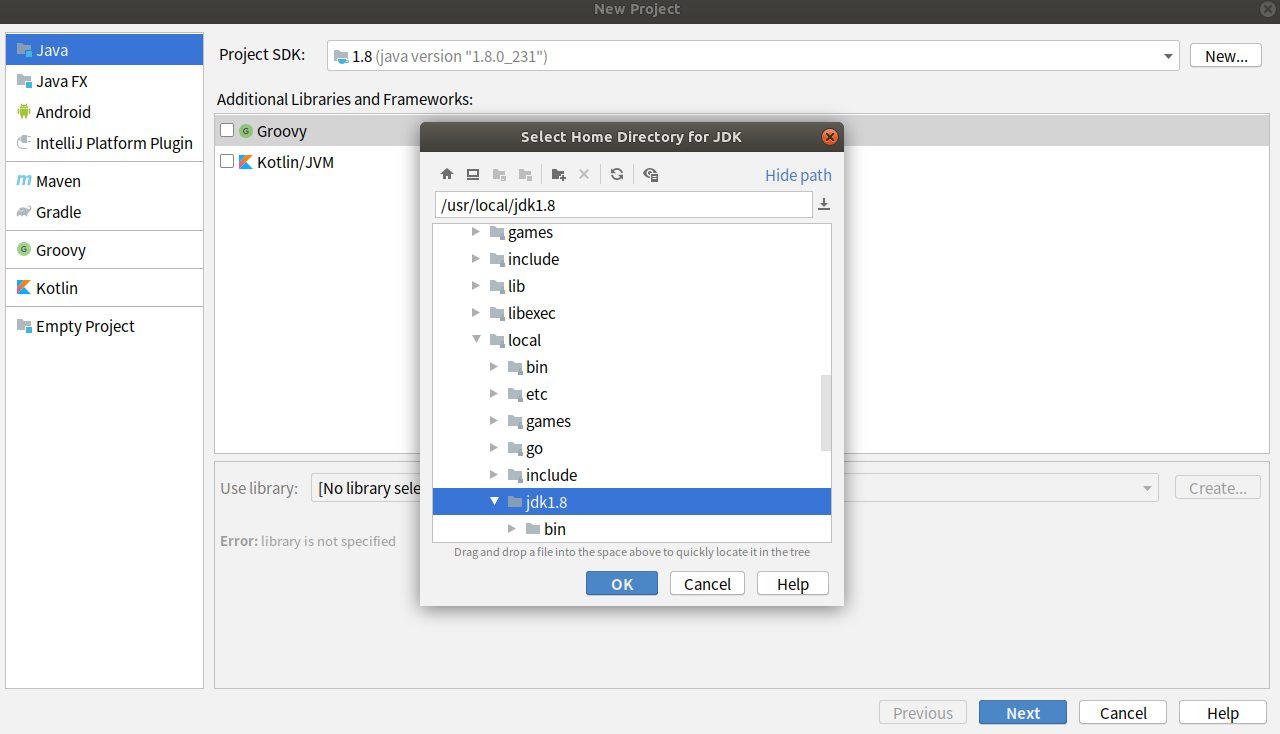 New Project
Java
Java FX
Android
IntelliJ Platform Plugin
Maven
Gradle
Groovy
Kotlin
Empty Project
Project SDK: 1.8 (java version "1.8.0_231") New...
Additional Libraries and Frameworks:
G Groovy
Kotlin/JVM
Use library: [No library sele Create...
Error: library is not specified
Select Home Directory for JDK
Hide path
/usr/local/jdk1.8
games
include
lib
libexec
local
bin
etc
games
go
include
jdk1.8
bin
Drag and drop a file into the space above to quickly locate it in the tree
OK Cancel Help
Previous Next Cancel Help